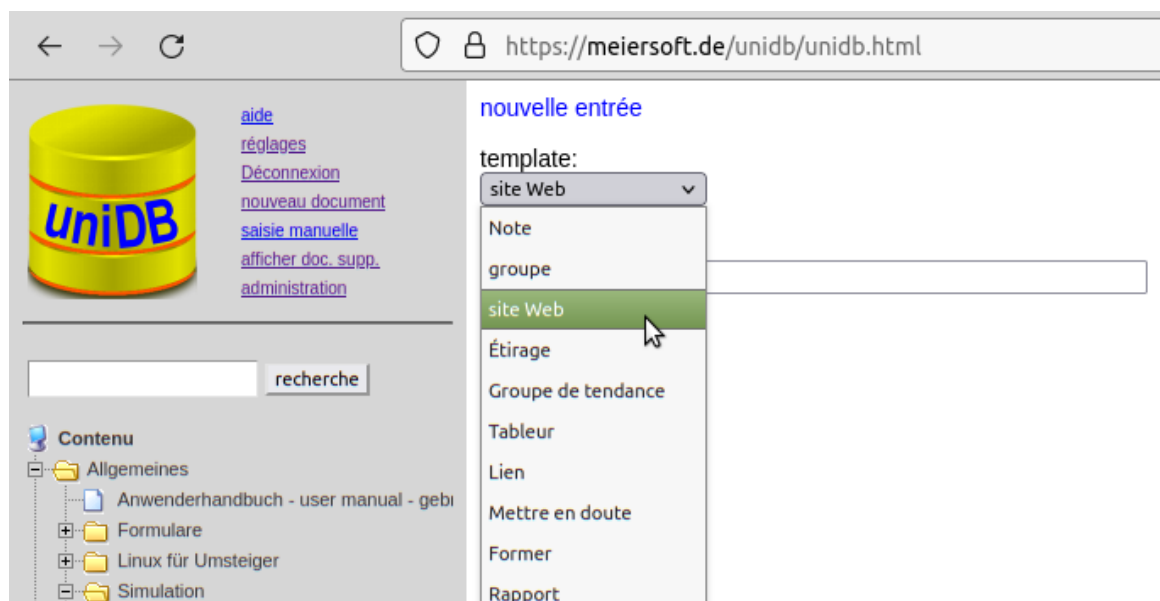 https://meiersoft.de/unidb/unidb.html
uniDB
aide
réglages
Déconnexion
nouveau document
saisie manuelle
afficher doc. supp.
administration
recherche
Contenu
Allgemeines
Anwenderhandbuch - user manual - geb
Formulare
Linux für Umsteiger
Simulation
nouvelle entrée
template:
site Web
Note
groupe
site Web
Étirage
Groupe de tendance
Tableur
Lien
Mettre en doute
Former
Rapport